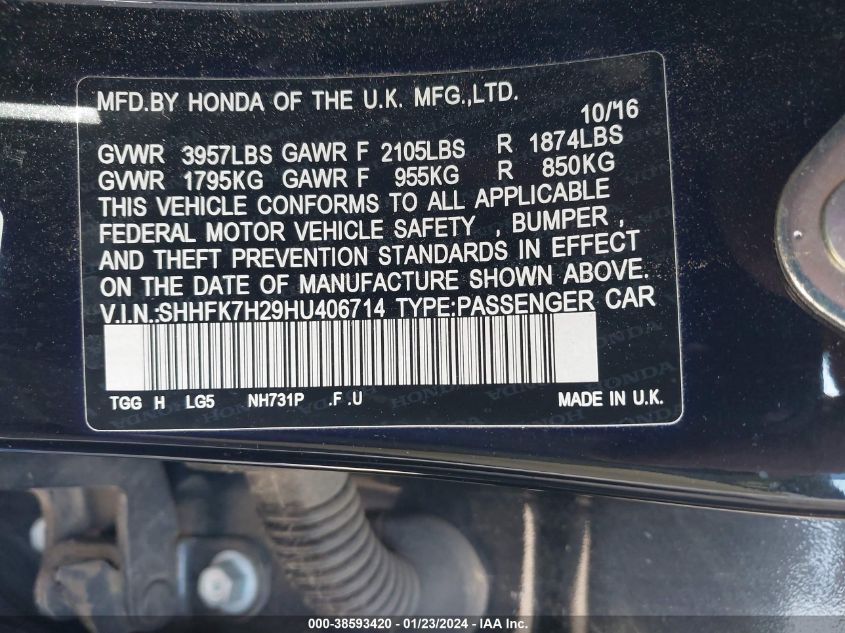 MFD.BY HONDA OF THE U.K. MFG.,LTD.
10/16
GVWR 3957LBS GAWR F 2105LBS R 1874LBS
GVWR 1795KG GAWR F 955KG R 850KG
THIS VEHICLE CONFORMS TO ALL APPLICABLE
FEDERAL MOTOR VEHICLE SAFETY , BUMPER ,
AND THEFT PREVENTION STANDARDS IN EFFECT
ON THE DATE OF MANUFACTURE SHOWN ABOVE.
V.I.N.:SHHFK7H29HU406714 TYPE:PASSENGER CAR
TGG H LG5 NH731P .F .U MADE IN U.K.
000-38593420 - 01/23/2024 - IAA Inc.